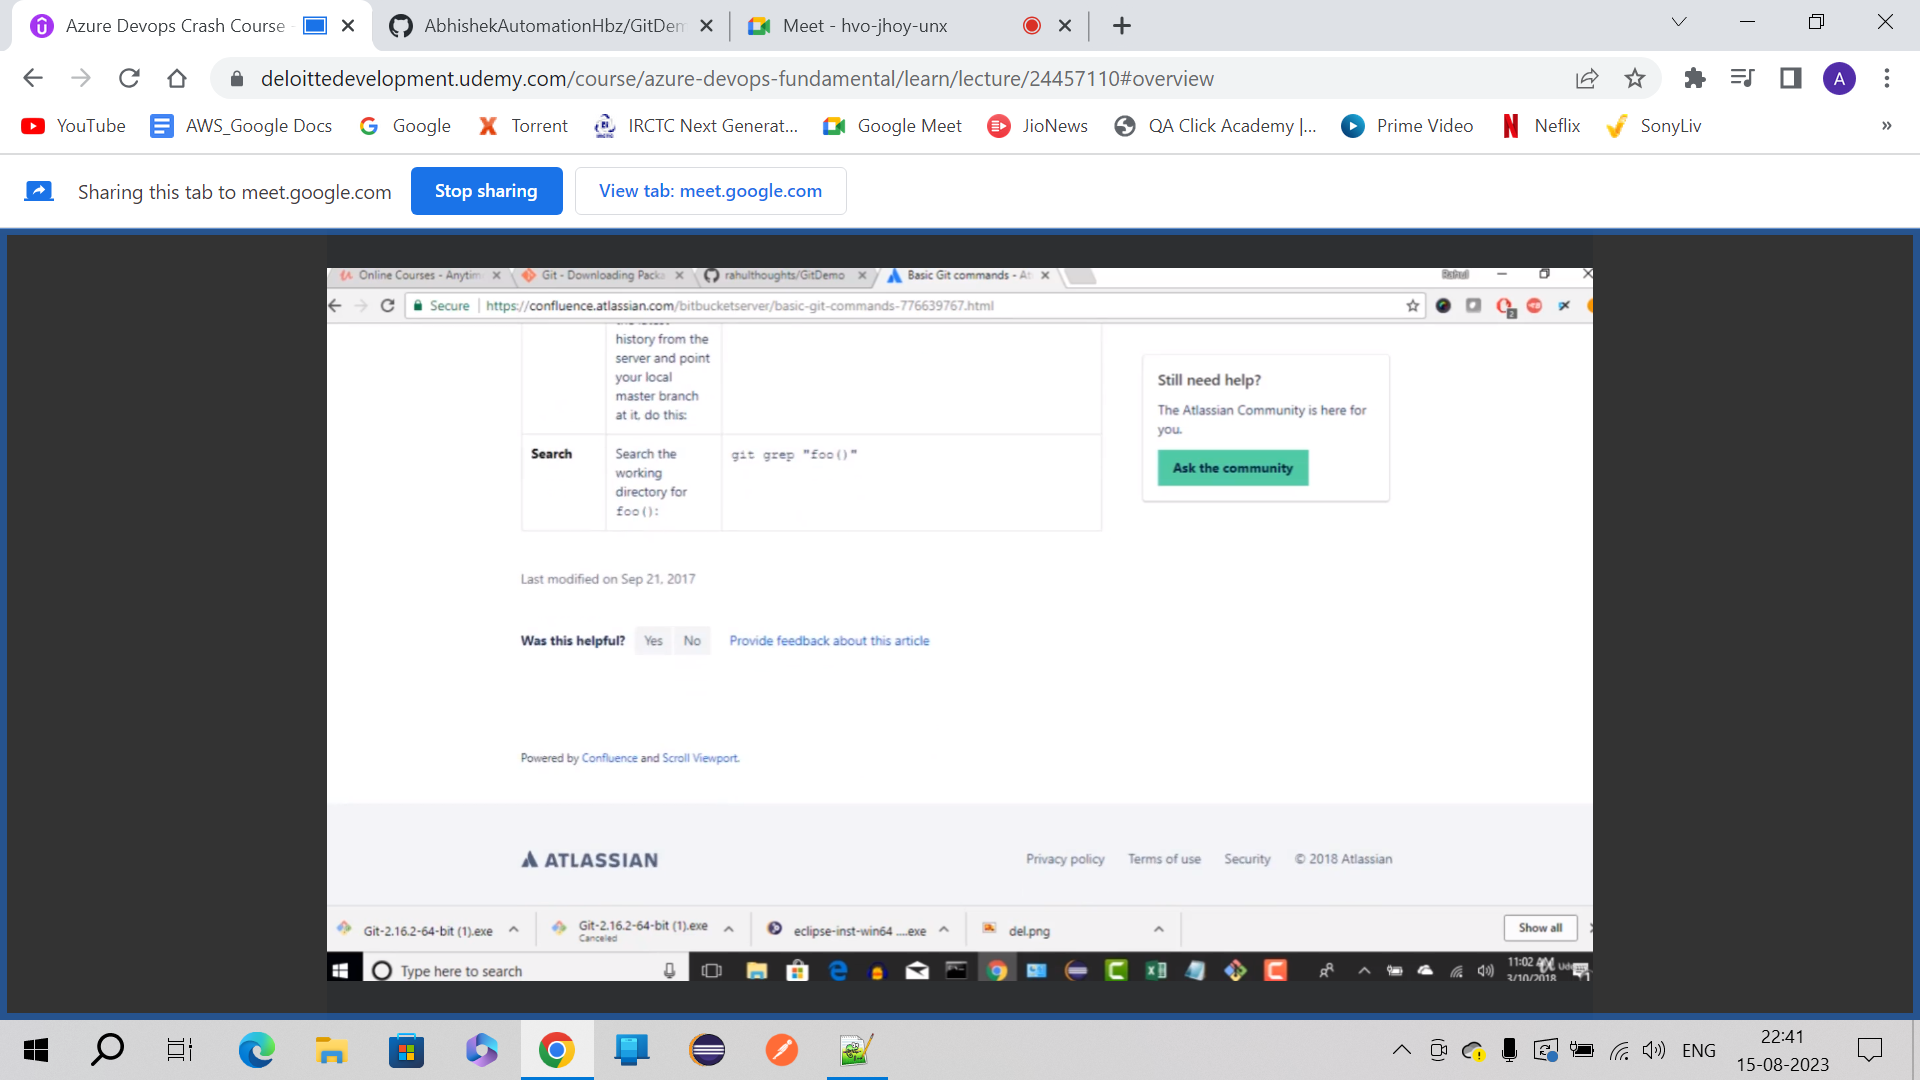 Azure Devops Crash Course
AbhishekAutomationHbz/GitDem
Meet - hvo-jhoy-unx
deloittedevelopment.udemy.com/course/azure-devops-fundamental/learn/lecture/24457110#overview
A
YouTube
AWS_Google Docs
Google
Torrent
IRCTC Next Generat...
Google Meet
JioNews
QA Click Academy |...
Prime Video
Neflix
SonyLiv
»
Sharing this tab to meet.google.com
Stop sharing
View tab: meet.google.com
Online Courses - Anytim
Git - Downloading Packa
rahulthoughts/GitDemo
Basic Git commands - At
Rahul
Secure
https://confluence.atlassian.com/bitbucketserver/basic-git-commands-776639767.html
history from the
server and point
your local
master branch
at it, do this:
Search
Search the
working
directory for
foo():
git grep "foo()"
Still need help?
The Atlassian Community is here for
you.
Ask the community
Last modified on Sep 21, 2017
Was this helpful?
Yes
No
Provide feedback about this article
Powered by Confluence and Scroll Viewport.
ATLASSIAN
Privacy policy
Terms of use
Security
© 2018 Atlassian
Git-2.16.2-64-bit (1).exe
Git-2.16.2-64-bit (1).exe
Canceled
eclipse-inst-win64 ....exe
del.png
Show all
Type here to search
11:02
3/10/2018
ENG
22:41
15-08-2023